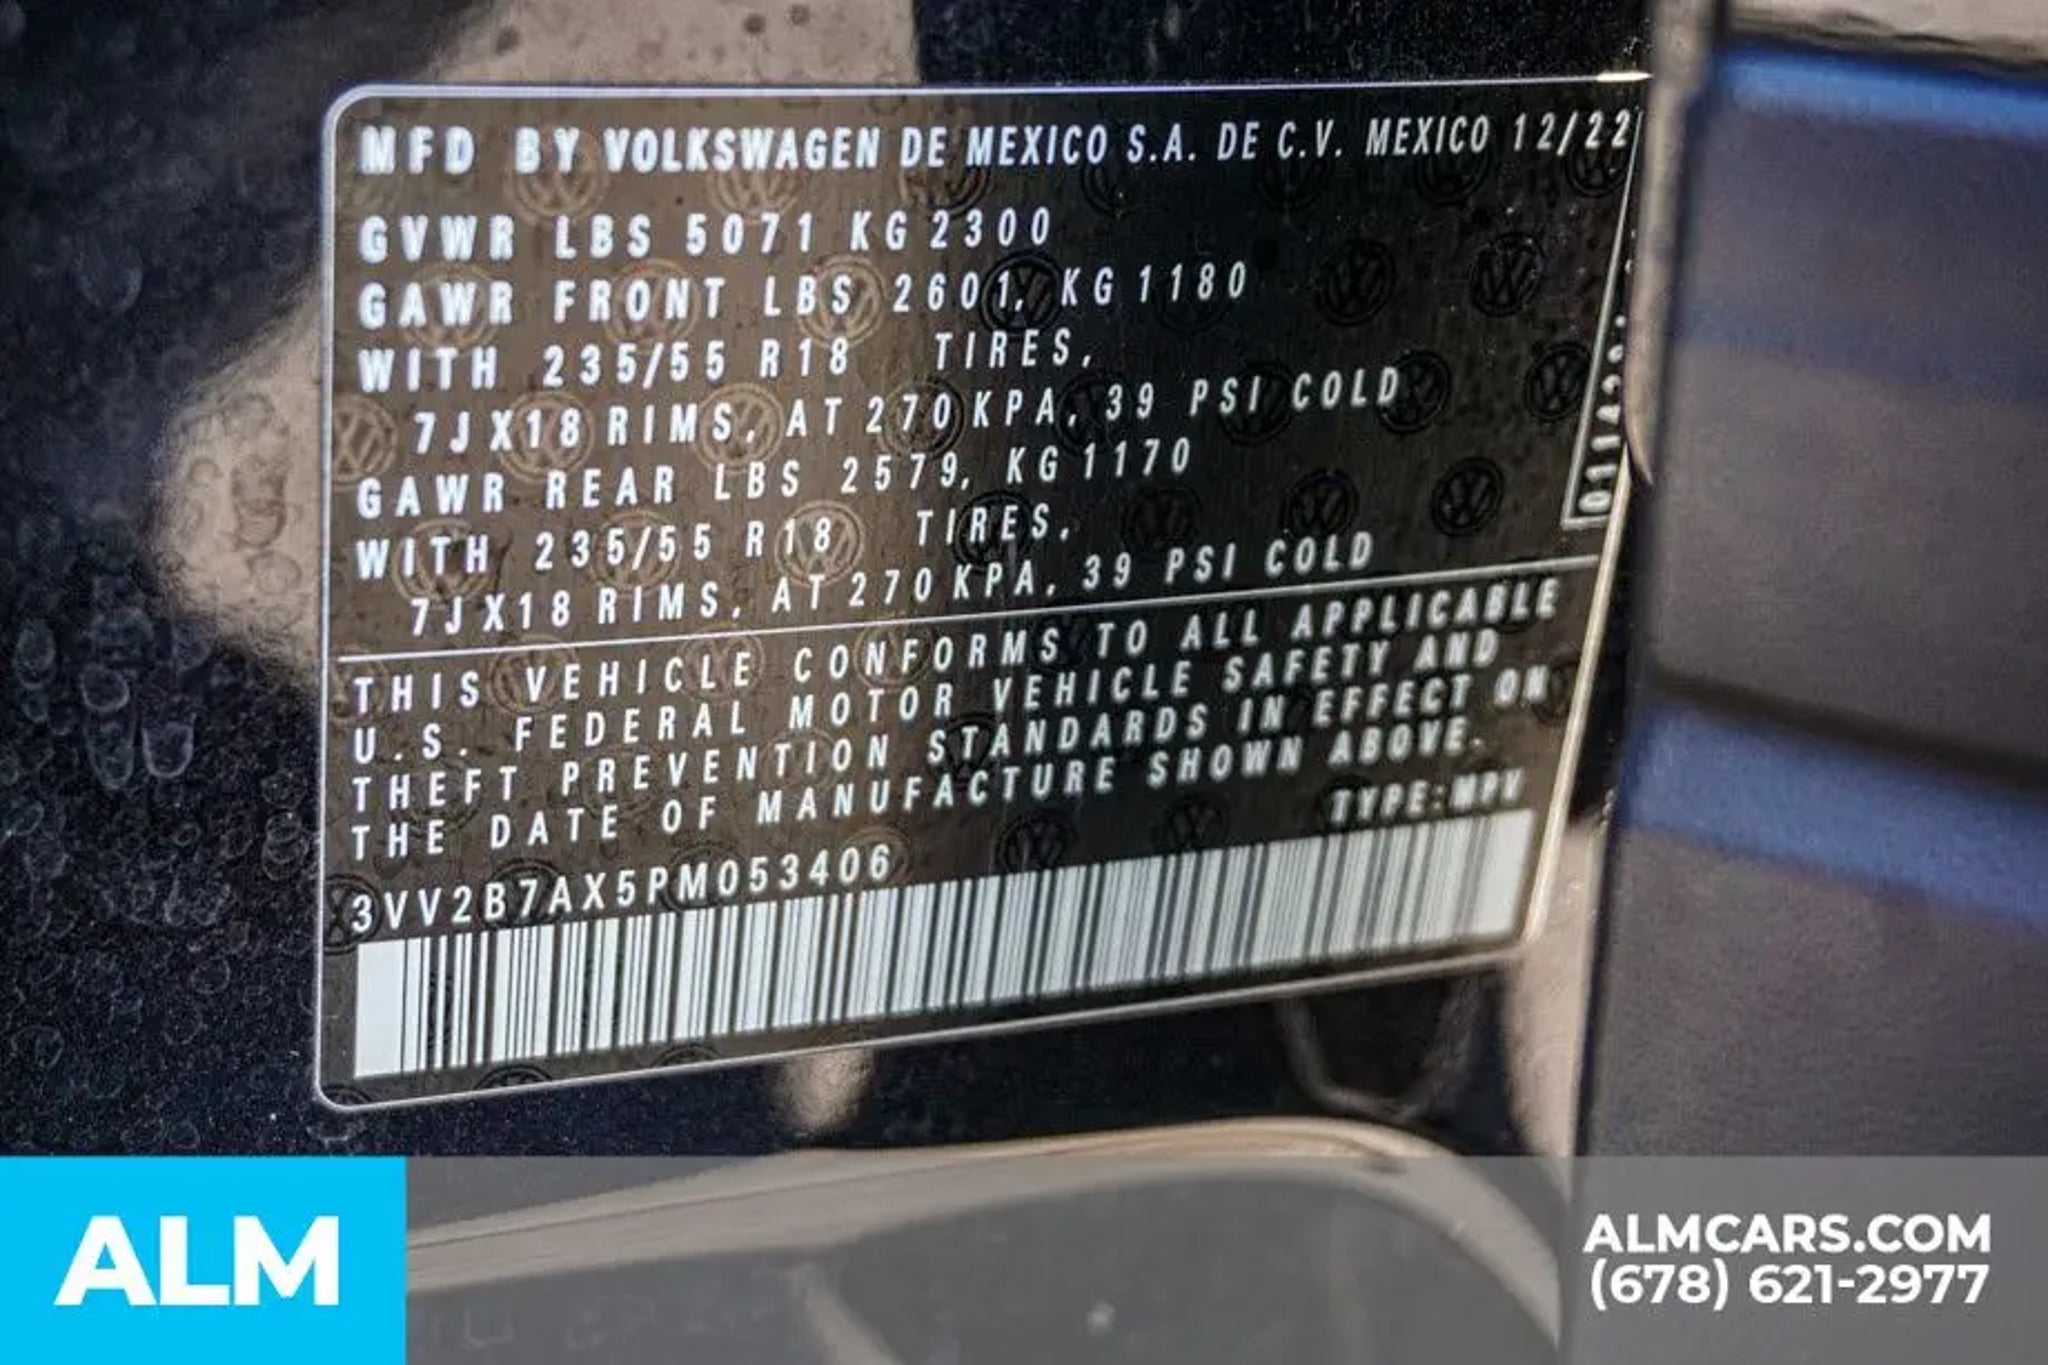 MFD BY VOLKSWAGEN DE MEXICO S.A. DE C.V. MEXICO 12/22
GVWR LBS 5071 KG 2300
GAWR FRONT LBS 2601, KG 1180
WITH 235/55 R18 TIRES,
7JX18 RIMS, AT 270 KPA, 39 PSI COLD
GAWR REAR LBS 2579, KG 1170
WITH 235/55 R18 TIRES,
7JX18 RIMS, AT 270 KPA, 39 PSI COLD
THIS VEHICLE CONFORMS TO ALL APPLICABLE
U.S. FEDERAL MOTOR VEHICLE SAFETY AND
THEFT PREVENTION STANDARDS IN EFFECT ON
THE DATE OF MANUFACTURE SHOWN ABOVE.
TYPE:MPV
3VV2B7AX5PM053406
ALM
ALMCARS.COM
(678) 621-2977